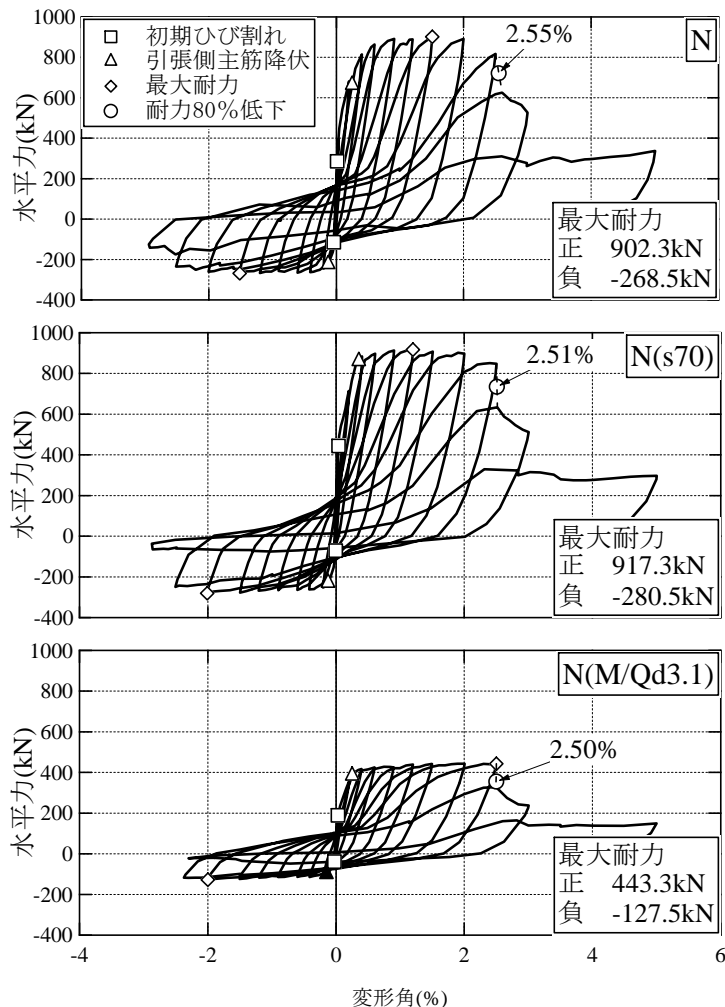 1000
800
600
400
200
0
-200
-400
水平力(kN)
初期ひび割れ
引張側主筋降伏
最大耐力
耐力80%低下
2.55%
N
最大耐力
正 902.3kN
負 -268.5kN
1000
800
600
400
200
0
-200
-400
水平力(kN)
2.51%
N(s70)
最大耐力
正 917.3kN
負 -280.5kN
1000
800
600
400
200
0
-200
-400
水平力(kN)
N(M/Qd3.1)
2.50%
最大耐力
正 443.3kN
負 -127.5kN
-4 -2 0 2 4 6
変形角(%)